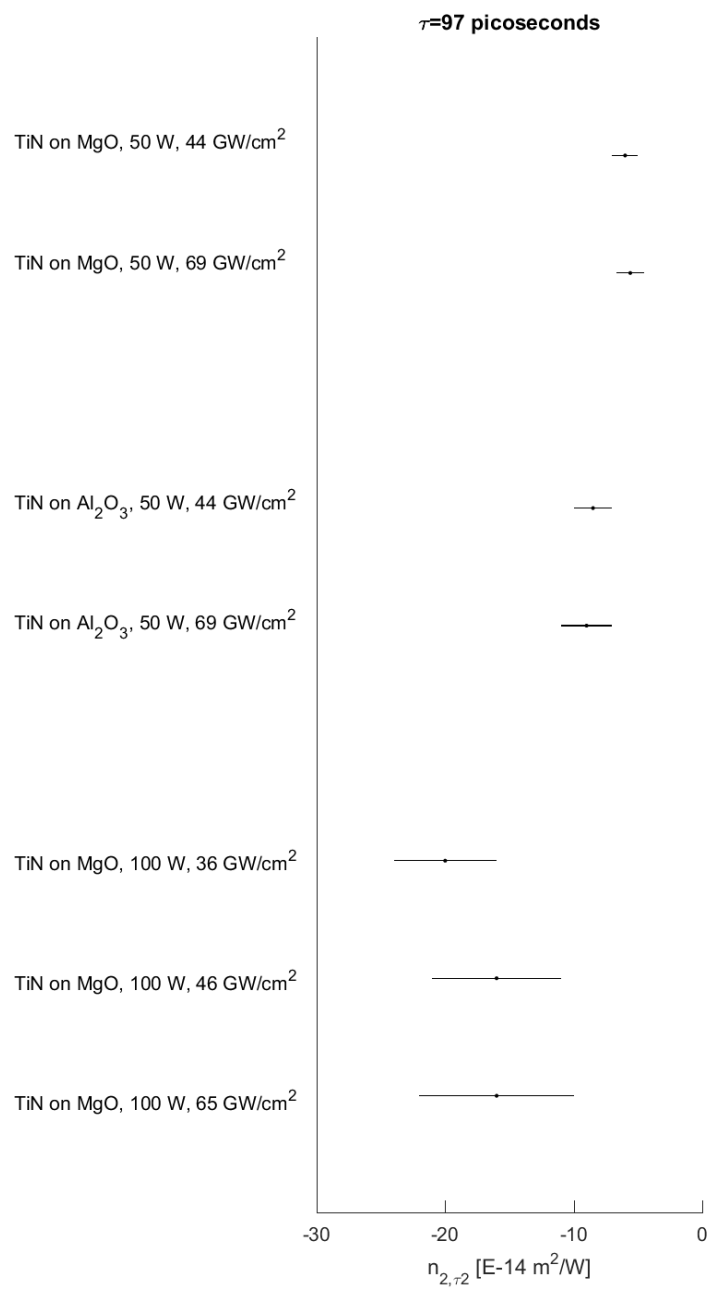 τ=97 picoseconds
TiN on MgO, 50 W, 44 GW/cm²
TiN on MgO, 50 W, 69 GW/cm²
TiN on Al₂O₃, 50 W, 44 GW/cm²
TiN on Al₂O₃, 50 W, 69 GW/cm²
TiN on MgO, 100 W, 36 GW/cm²
TiN on MgO, 100 W, 46 GW/cm²
TiN on MgO, 100 W, 65 GW/cm²
-30 -20 -10 0
n₂,τ₂ [E-14 m²/W]